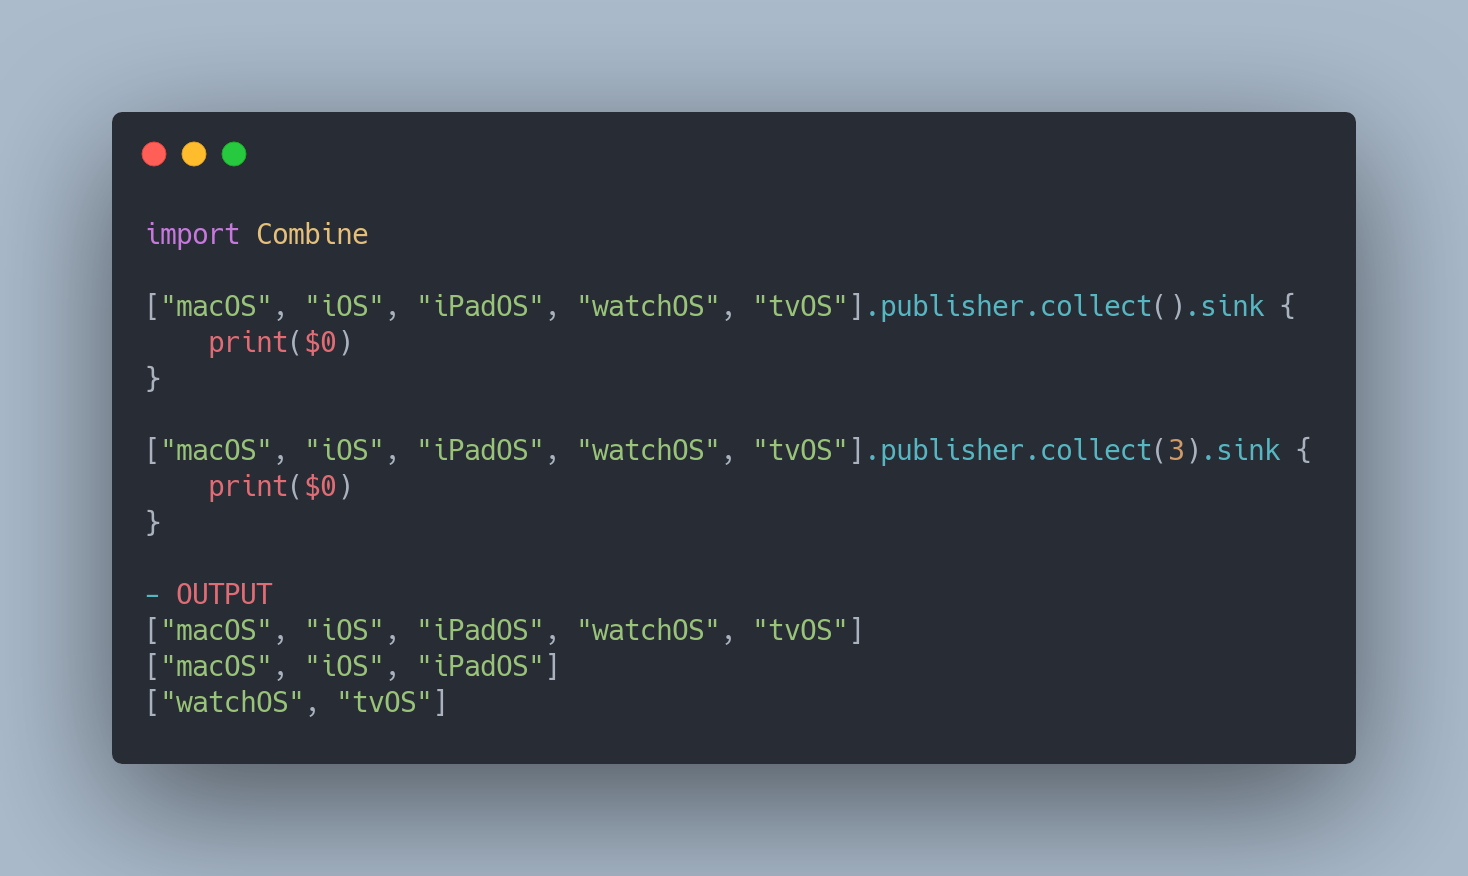 import Combine
["macOS", "iOS", "iPadOS", "watchOS", "tvOS"].publisher.collect().sink {
    print($0)
}
["macOS", "iOS", "iPadOS", "watchOS", "tvOS"].publisher.collect(3).sink {
    print($0)
}
- OUTPUT
["macOS", "iOS", "iPadOS", "watchOS", "tvOS"]
["macOS", "iOS", "iPadOS"]
["watchOS", "tvOS"]